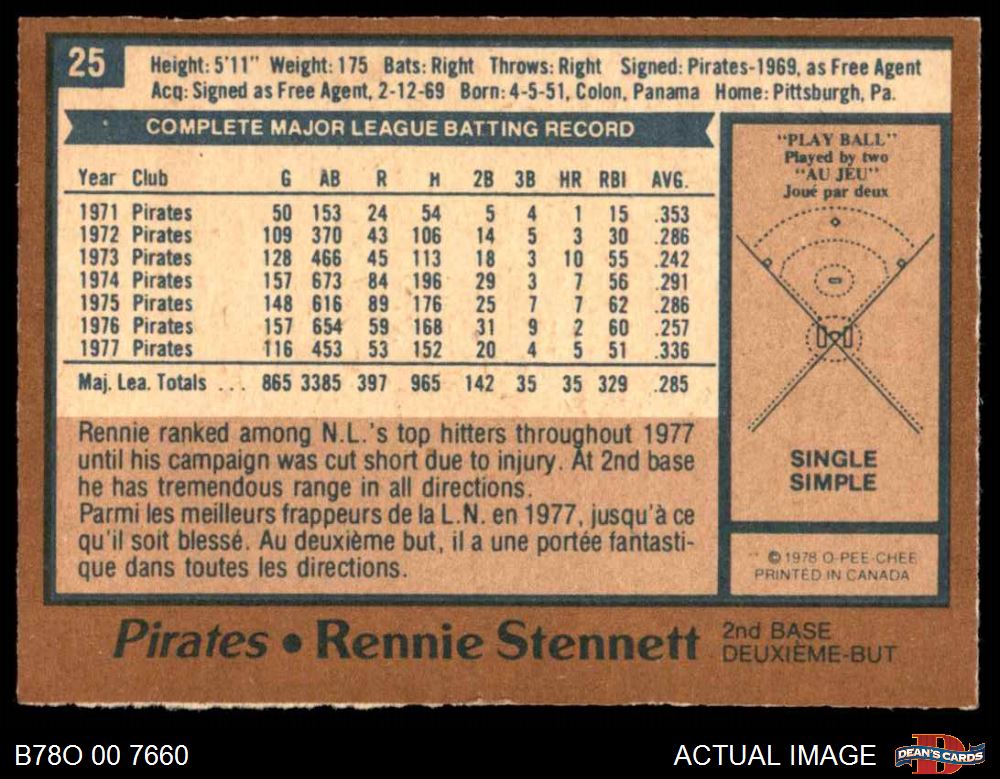 25
Height: 5'11" Weight: 175 Bats: Right Throws: Right Signed: Pirates-1969, as Free Agent
Acq: Signed as Free Agent, 2-12-69 Born: 4-5-51, Colon, Panama Home: Pittsburgh, Pa.
COMPLETE MAJOR LEAGUE BATTING RECORD
Year Club G AB R H 2B 3B HR RBI AVG.
1971 Pirates 50 153 24 54 5 4 1 15 .353
1972 Pirates 109 370 43 106 14 5 3 30 .286
1973 Pirates 128 466 45 113 18 3 10 55 .242
1974 Pirates 157 673 84 196 29 3 7 56 .291
1975 Pirates 148 616 89 176 25 7 7 62 .286
1976 Pirates 157 654 59 168 31 9 2 60 .257
1977 Pirates 116 453 53 152 20 4 5 51 .336
Maj. Lea. Totals ... 865 3385 397 965 142 35 35 329 .285
Rennie ranked among N.L.'s top hitters throughout 1977
until his campaign was cut short due to injury. At 2nd base
he has tremendous range in all directions.
Parmi les meilleurs frappeurs de la L.N. en 1977, jusqu'à ce
qu'il soit blessé. Au deuxième but, il a une portée fantasti-
que dans toutes les directions.
"PLAY BALL"
Played by two
"AU JEU"
Joué par deux
SINGLE
SIMPLE
© 1978 O-PEE-CHEE
PRINTED IN CANADA
Pirates • Rennie Stennett
2nd BASE
DEUXIÈME-BUT
B78O 00 7660
ACTUAL IMAGE
DEAN'S CARDS